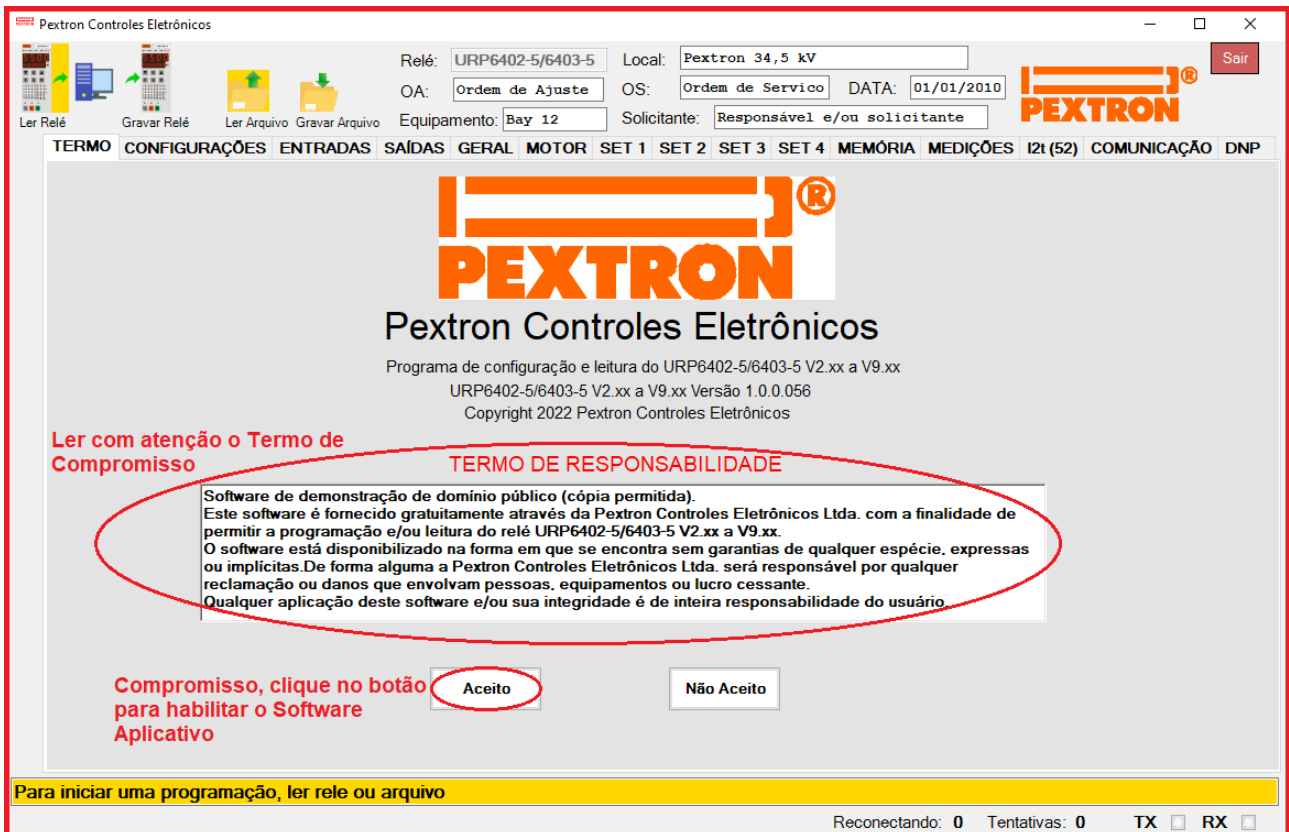 Pextron Controles Eletrônicos
Relé: URP6402-5/6403-5 Local: Pextron 34,5 kV Sair
OA: Ordem de Ajuste OS: Ordem de Servico DATA: 01/01/2010
Equipamento: Bay 12 Solicitante: Responsável e/ou solicitante
PEXTRON®
Ler Relé Gravar Relé Ler Arquivo Gravar Arquivo
TERMO CONFIGURAÇÕES ENTRADAS SAÍDAS GERAL MOTOR SET 1 SET 2 SET 3 SET 4 MEMÓRIA MEDIÇÕES I2t (52) COMUNICAÇÃO DNP
®
PEXTRON
Pextron Controles Eletrônicos
Programa de configuração e leitura do URP6402-5/6403-5 V2.xx a V9.xx
URP6402-5/6403-5 V2.xx a V9.xx Versão 1.0.0.056
Copyright 2022 Pextron Controles Eletrônicos
Ler com atenção o Termo de
Compromisso
TERMO DE RESPONSABILIDADE
Software de demonstração de domínio público (cópia permitida).
Este software é fornecido gratuitamente através da Pextron Controles Eletrônicos Ltda. com a finalidade de
permitir a programação e/ou leitura do relé URP6402-5/6403-5 V2.xx a V9.xx.
O software está disponibilizado na forma em que se encontra sem garantias de qualquer espécie, expressas
ou implícitas.De forma alguma a Pextron Controles Eletrônicos Ltda. será responsável por qualquer
reclamação ou danos que envolvam pessoas, equipamentos ou lucro cessante.
Qualquer aplicação deste software e/ou sua integridade é de inteira responsabilidade do usuário.
Compromisso, clique no botão
para habilitar o Software
Aplicativo
Aceito Não Aceito
Para iniciar uma programação, ler rele ou arquivo
Reconectando: 0 Tentativas: 0 TX RX